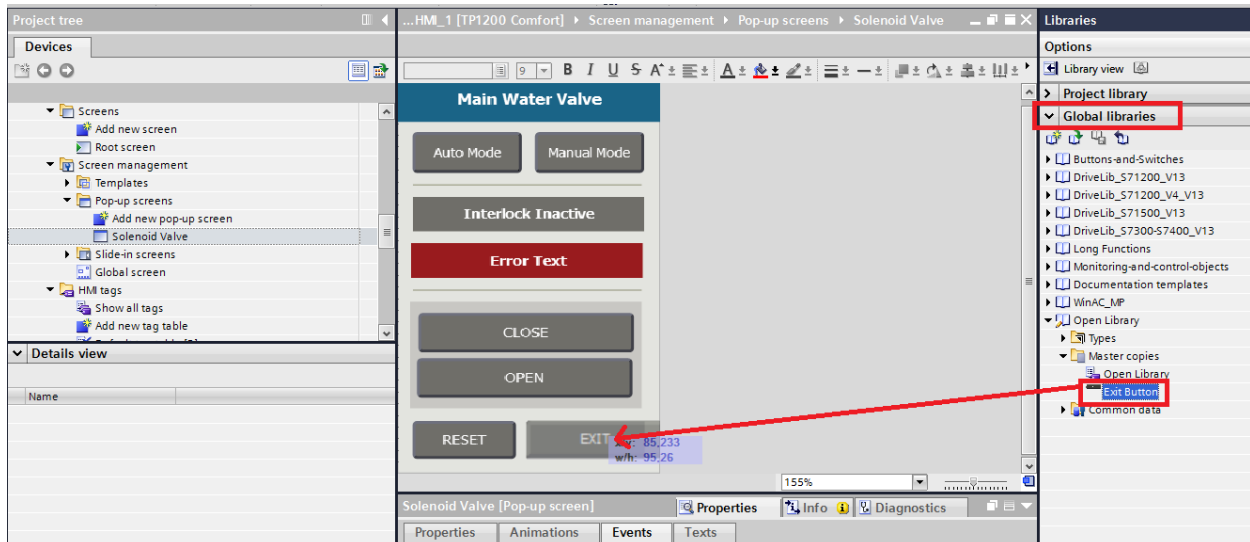 Project tree
Devices
Screens
Add new screen
Root screen
Screen management
Templates
Pop-up screens
Add new pop-up screen
Solenoid Valve
Slide-in screens
Global screen
HMI tags
Show all tags
Add new tag table
Details view
Name
...HMI_1 [TP1200 Comfort] ▸ Screen management ▸ Pop-up screens ▸ Solenoid Valve
9 B I U S A
Main Water Valve
Auto Mode Manual Mode
Interlock Inactive
Error Text
CLOSE
OPEN
RESET EXIT
85,233
w/h: 95,26
155%
Solenoid Valve [Pop-up screen]
Properties Info Diagnostics
Properties Animations Events Texts
Libraries
Options
Library view
Project library
Global libraries
Buttons-and-Switches
DriveLib_S71200_V13
DriveLib_S71200_V4_V13
DriveLib_S71500_V13
DriveLib_S7300-S7400_V13
Long Functions
Monitoring-and-control-objects
Documentation templates
WinAC_MP
Open Library
Types
Master copies
Open Library
Exit Button
Common data